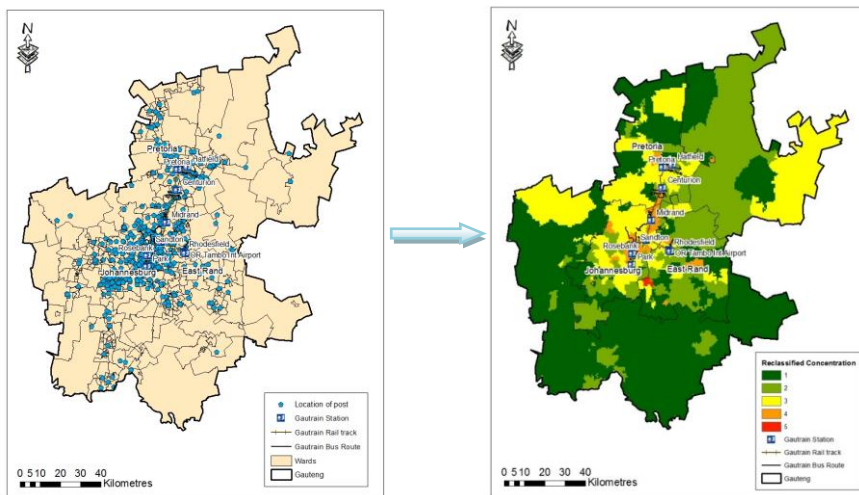 N
Pretoria
Pretoria Hatfield
Centurion
Midrand
Sandton
Rosebank
Rhodesfield
Park
OR Tambo Int. Airport
Johannesburg
East Rand
Location of post
Gautrain Station
Gautrain Rail track
Gautrain Bus Route
Wards
Gauteng
0 5 10 20 30 40
Kilometres
N
Pretoria
Pretoria Hatfield
Centurion
Midrand
Sandton
Rosebank
Rhodesfield
Park
OR Tambo Int. Airport
Johannesburg
East Rand
Reclassified Concentration
1
2
3
4
5
Gautrain Station
Gautrain Rail track
Gautrain Bus Route
Gauteng
0 5 10 20 30 40
Kilometres